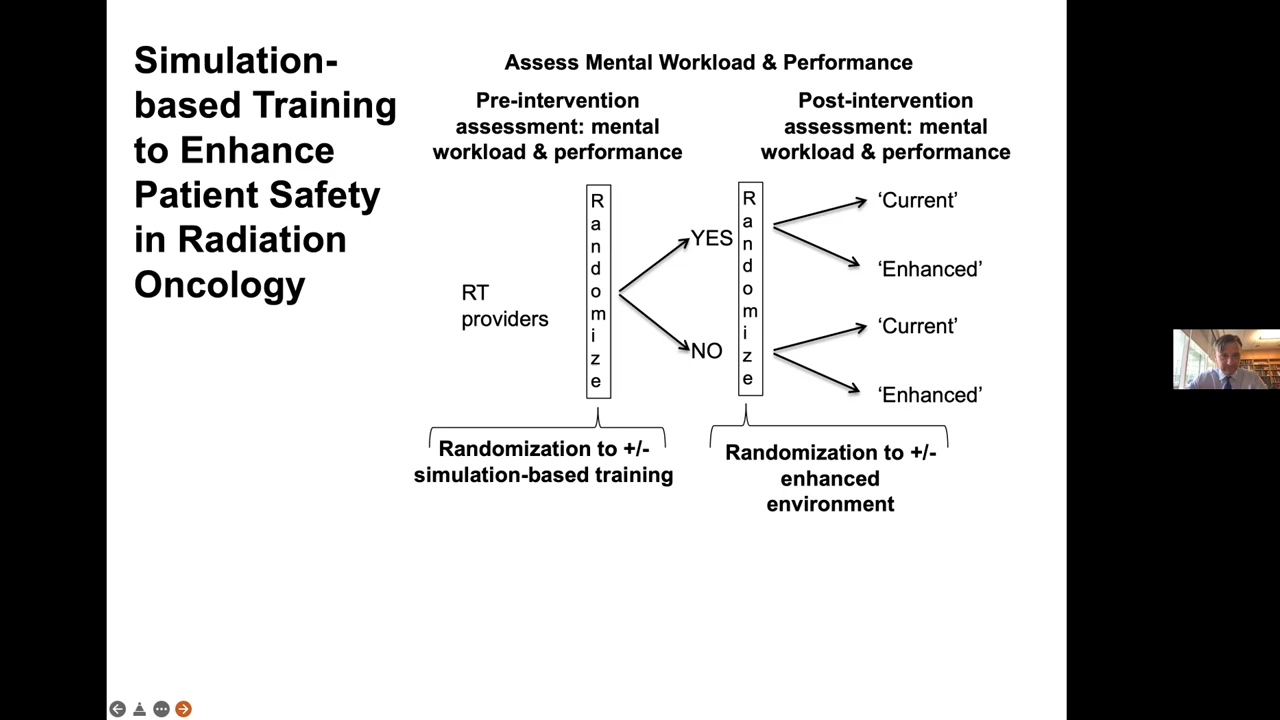 Simulation-
based Training
to Enhance
Patient Safety
in Radiation
Oncology
Assess Mental Workload & Performance
Pre-intervention
assessment: mental
workload & performance
Post-intervention
assessment: mental
workload & performance
RT
providers
Randomize
YES
NO
Randomize
‘Current’
‘Enhanced’
‘Current’
‘Enhanced’
Randomization to +/-
simulation-based training
Randomization to +/-
enhanced
environment